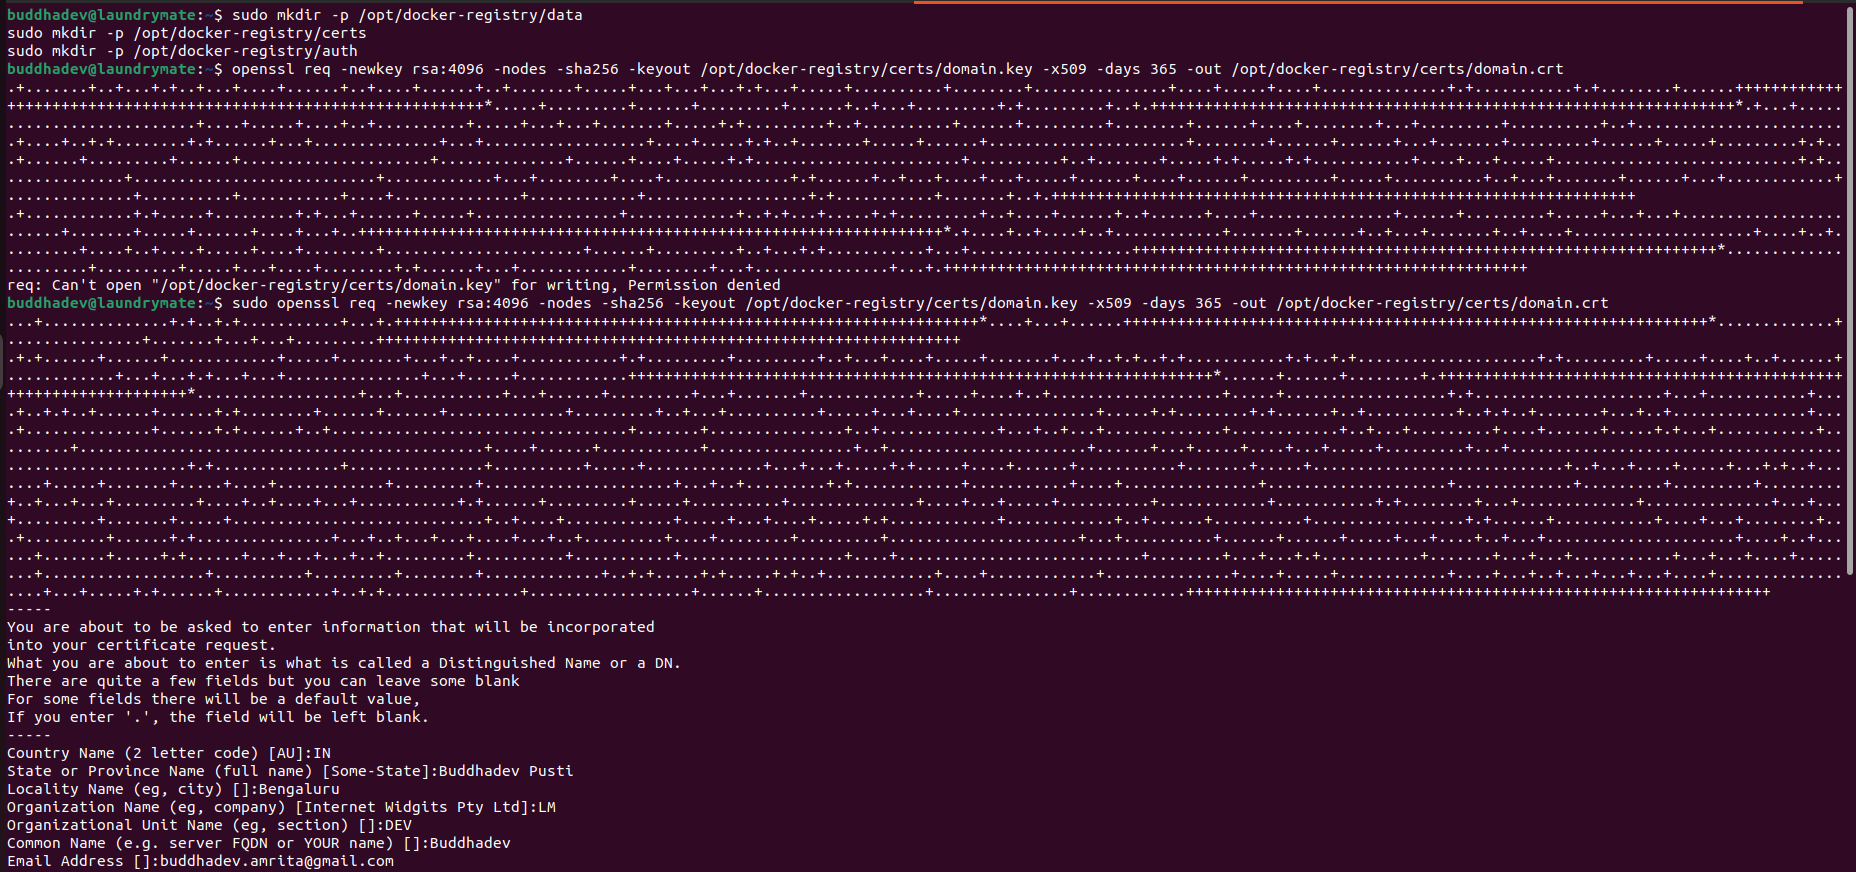 buddhadev@laundrymate:~$ sudo mkdir -p /opt/docker-registry/data
sudo mkdir -p /opt/docker-registry/certs
sudo mkdir -p /opt/docker-registry/auth
buddhadev@laundrymate:~$ openssl req -newkey rsa:4096 -nodes -sha256 -keyout /opt/docker-registry/certs/domain.key -x509 -days 365 -out /opt/docker-registry/certs/domain.crt
req: Can't open "/opt/docker-registry/certs/domain.key" for writing, Permission denied
buddhadev@laundrymate:~$ sudo openssl req -newkey rsa:4096 -nodes -sha256 -keyout /opt/docker-registry/certs/domain.key -x509 -days 365 -out /opt/docker-registry/certs/domain.crt
-----
You are about to be asked to enter information that will be incorporated
into your certificate request.
What you are about to enter is what is called a Distinguished Name or a DN.
There are quite a few fields but you can leave some blank
For some fields there will be a default value,
If you enter '.', the field will be left blank.
-----
Country Name (2 letter code) [AU]:IN
State or Province Name (full name) [Some-State]:Buddhadev Pusti
Locality Name (eg, city) []:Bengaluru
Organization Name (eg, company) [Internet Widgits Pty Ltd]:LM
Organizational Unit Name (eg, section) []:DEV
Common Name (e.g. server FQDN or YOUR name) []:Buddhadev
Email Address []:buddhadev.amrita@gmail.com